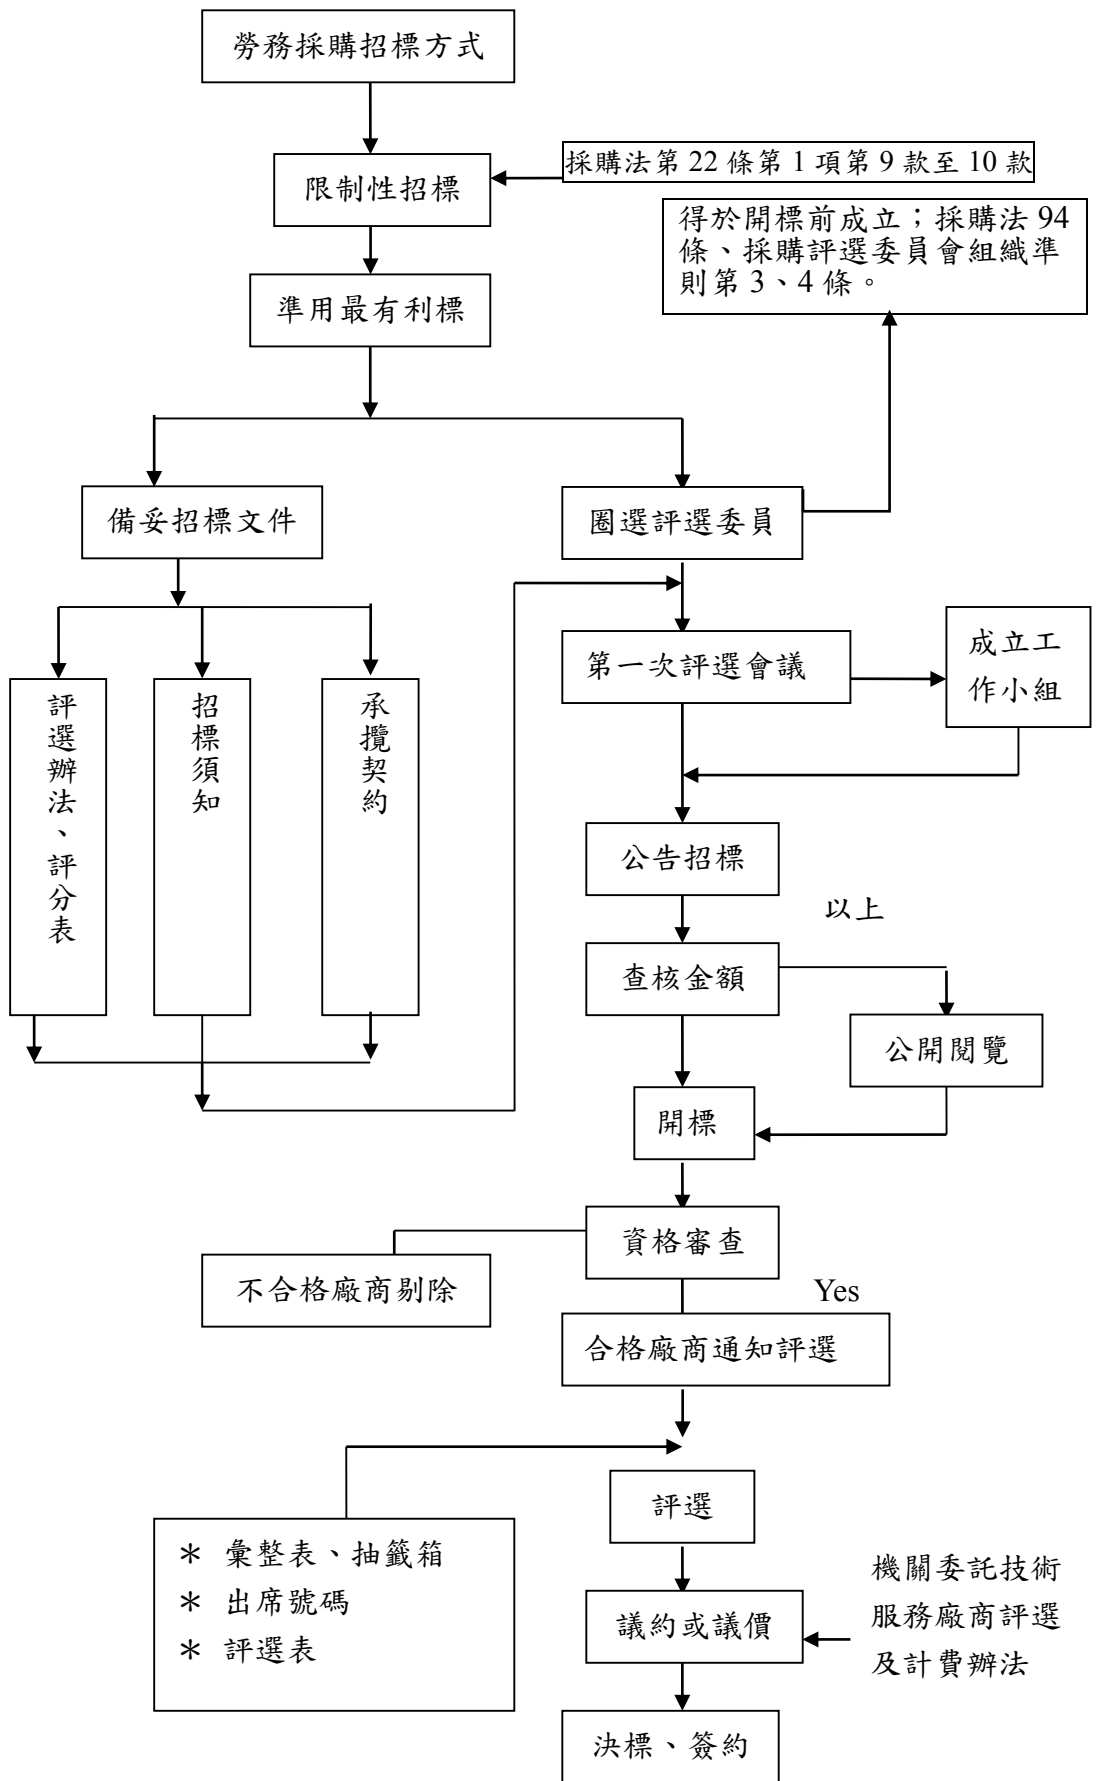 勞務採購招標方式
限制性招標
採購法第 22 條第 1 項第 9 款至 10 款
得於開標前成立；採購法 94
條、採購評選委員會組織準
則第 3、4 條。
準用最有利標
備妥招標文件
圈選評選委員
第一次評選會議
成立工
作小組
評選辦法、評分表
招標須知
承攬契約
公告招標
以上
查核金額
公開閱覽
開標
資格審查
不合格廠商剔除
Yes
合格廠商通知評選
評選
＊ 彙整表、抽籤箱
＊ 出席號碼
＊ 評選表
議約或議價
機關委託技術
服務廠商評選
及計費辦法
決標、簽約